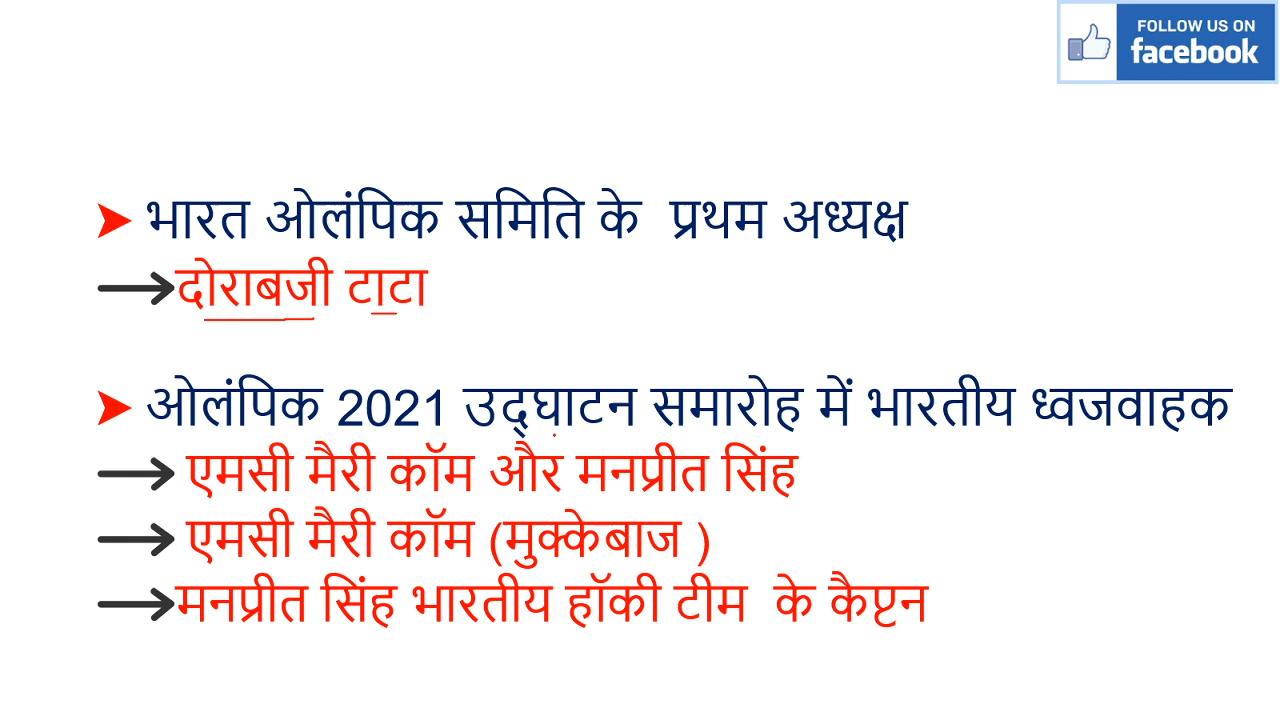 FOLLOW US ON
facebook
➤ भारत ओलंपिक समिति के प्रथम अध्यक्ष
→दोराबजी टाटा
➤ ओलंपिक 2021 उद्घाटन समारोह में भारतीय ध्वजवाहक
→ एमसी मैरी कॉम और मनप्रीत सिंह
→ एमसी मैरी कॉम (मुक्केबाज )
→मनप्रीत सिंह भारतीय हॉकी टीम के कैप्टन